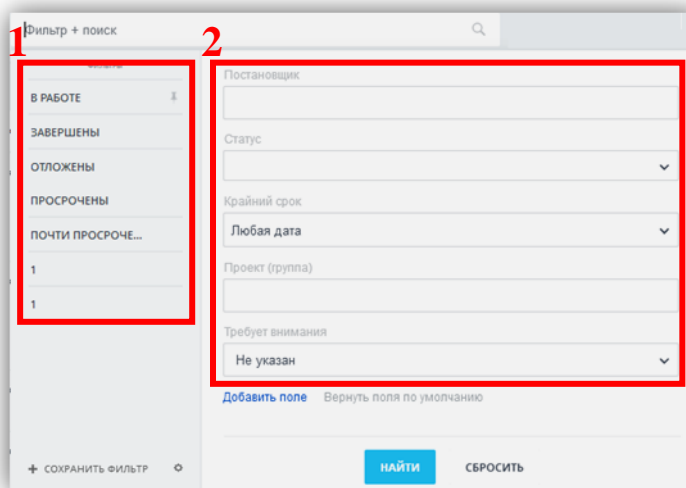 Фильтр + поиск
1
2
В РАБОТЕ
ЗАВЕРШЕНЫ
ОТЛОЖЕНЫ
ПРОСРОЧЕНЫ
ПОЧТИ ПРОСРОЧЕ...
1
1
+ СОХРАНИТЬ ФИЛЬТР
Постановщик
Статус
Крайний срок
Любая дата
Проект (группа)
Требует внимания
Не указан
Добавить поле Вернуть поля по умолчанию
НАЙТИ СБРОСИТЬ